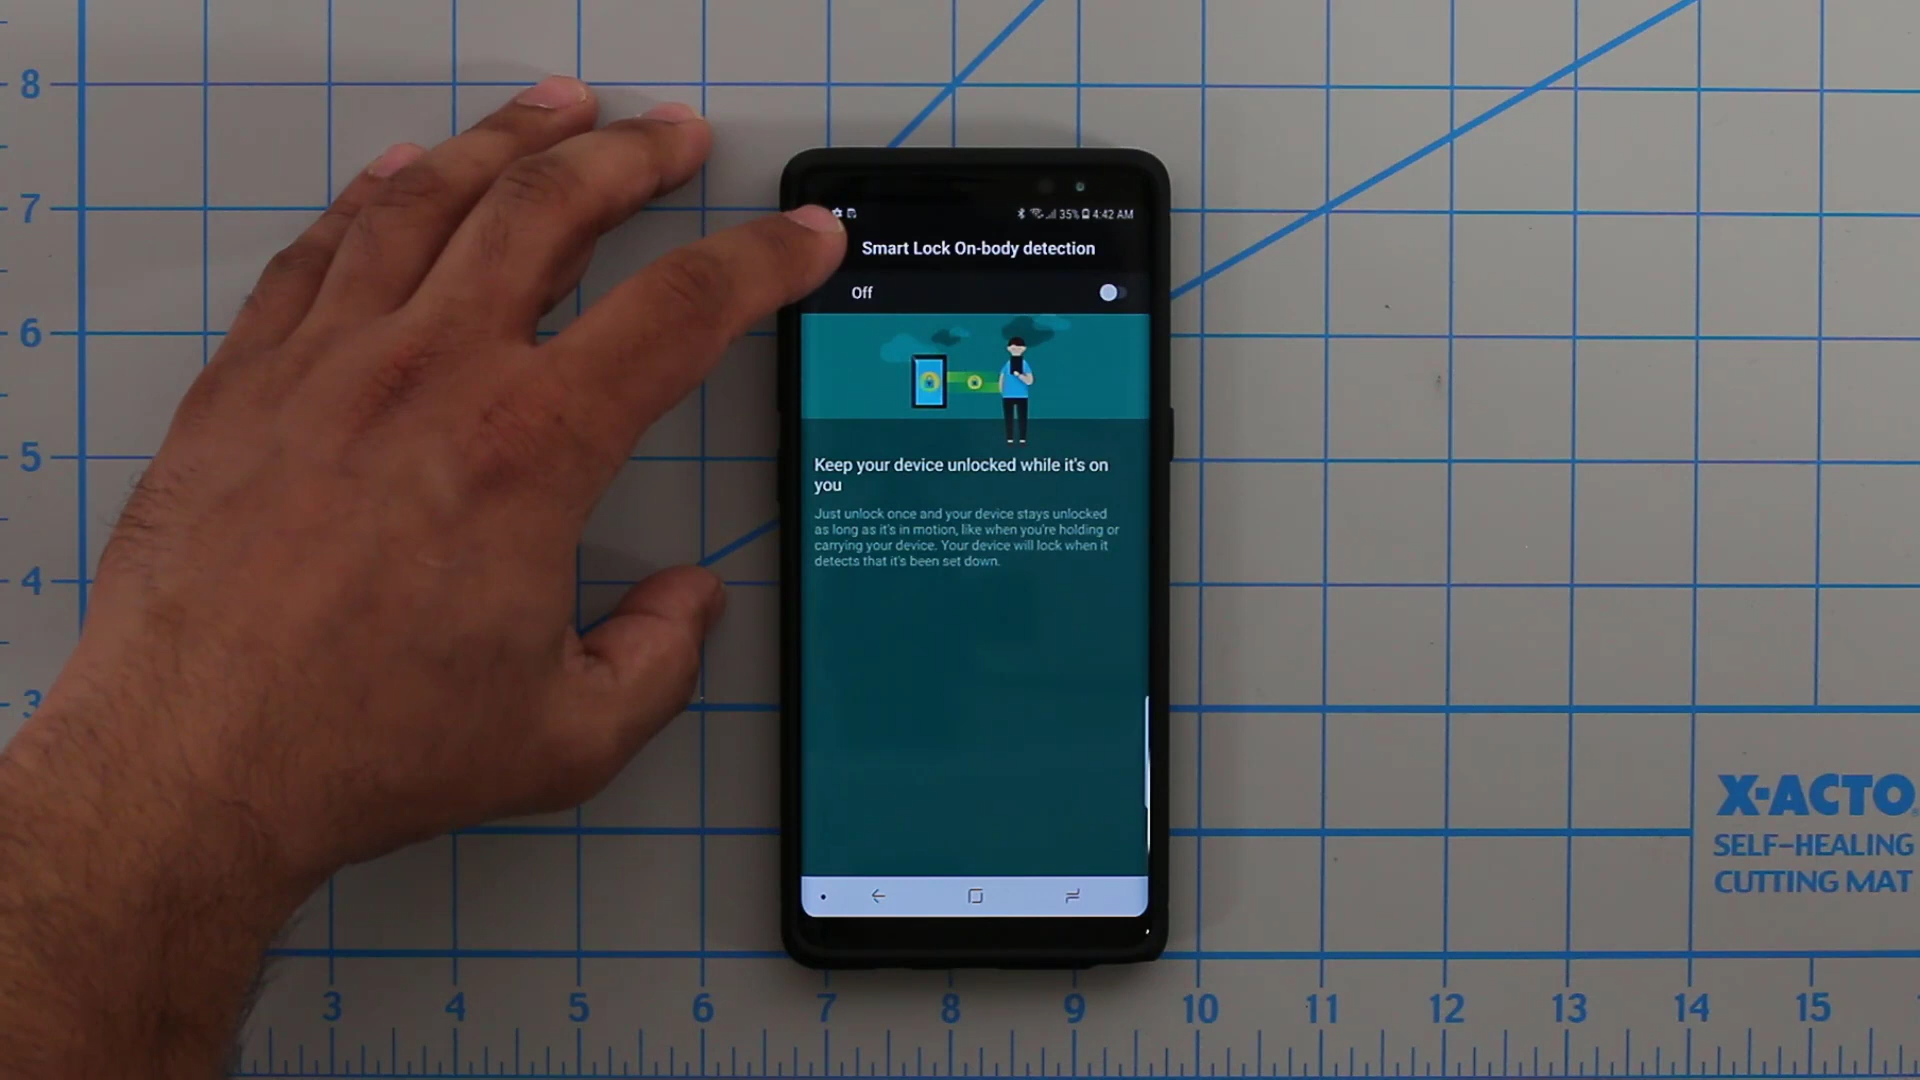 35% 4:42 AM
Smart Lock On-body detection
Off
Keep your device unlocked while it's on
you
Just unlock once and your device stays unlocked
as long as it's in motion, like when you're holding or
carrying your device. Your device will lock when it
detects that it's been set down.
8
7
6
5
4
3
X-ACTO
SELF-HEALING
CUTTING MAT
3 4 5 6 7 8 9 10 11 12 13 14 15